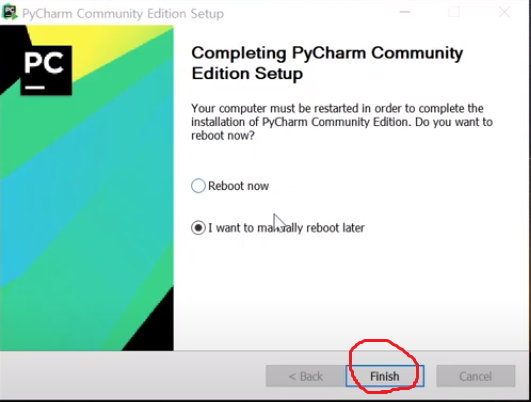 PyCharm Community Edition Setup
PC
Completing PyCharm Community
Edition Setup
Your computer must be restarted in order to complete the
installation of PyCharm Community Edition. Do you want to
reboot now?
Reboot now
I want to manually reboot later
< Back
Finish
Cancel